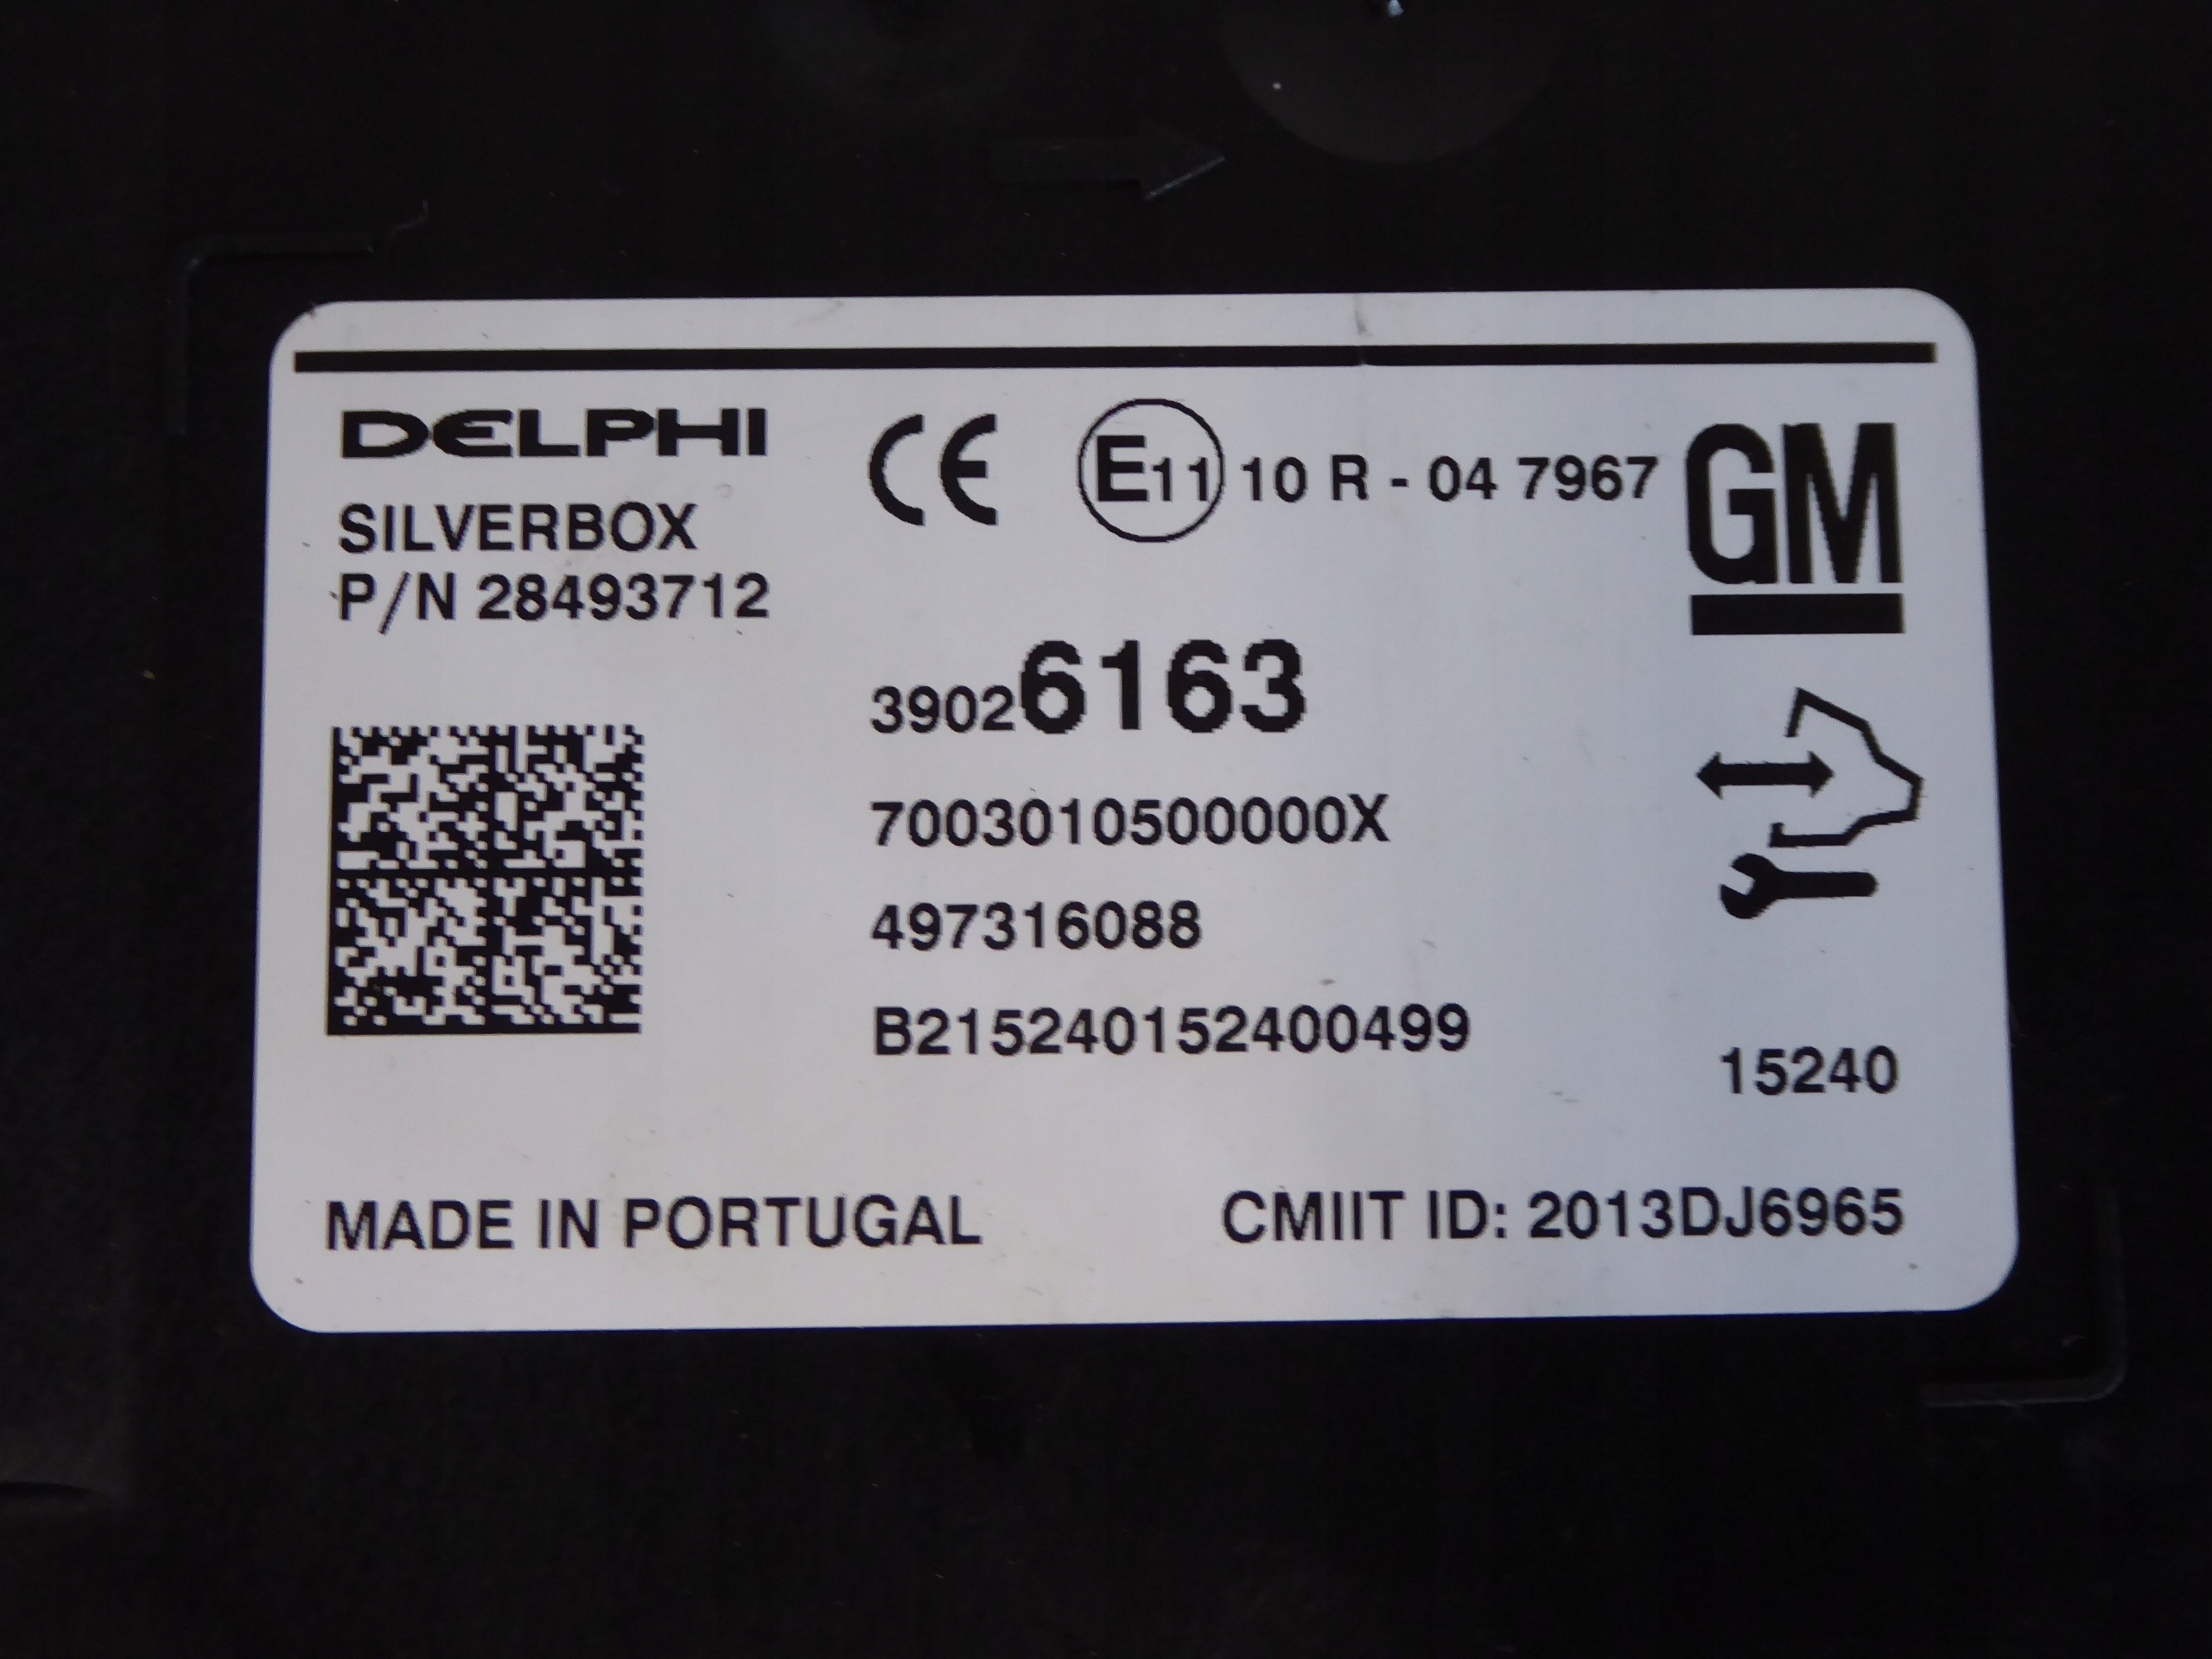 DELPHI
SILVERBOX
P/N 28493712
CE E11 10 R - 04 7967
GM
39026163
7003010500000X
497316088
B215240152400499
15240
MADE IN PORTUGAL
CMIIT ID: 2013DJ6965